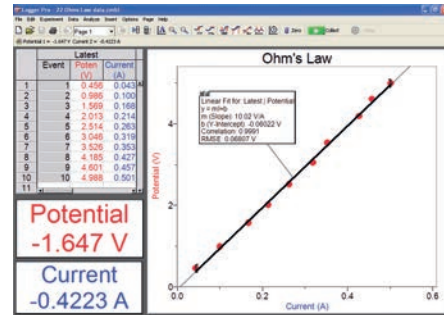 Logger Pro - 22 Ohm's Law data.cmbl
File Edit Experiment Data Analyze Insert Options Page Help
Page 1
Zero Collect
Latest
Event Poten (V) Current (A)
1 1 0.456 0.043
2 2 0.986 0.100
3 3 1.569 0.168
4 4 2.013 0.214
5 5 2.514 0.263
6 6 3.046 0.319
7 7 3.526 0.353
8 8 4.185 0.427
9 9 4.601 0.457
10 10 4.988 0.501
11
Potential
-1.647 V
Current
-0.4223 A
Ohm's Law
Linear Fit for: Latest | Potential
m (Slope): 10.02 V/A
b (Y-Intercept): -0.06022 V
Correlation: 0.9991
RMSE: 0.06807 V
Potential (V)
4
2
0
0.0 0.2 0.4 0.6
Current (A)